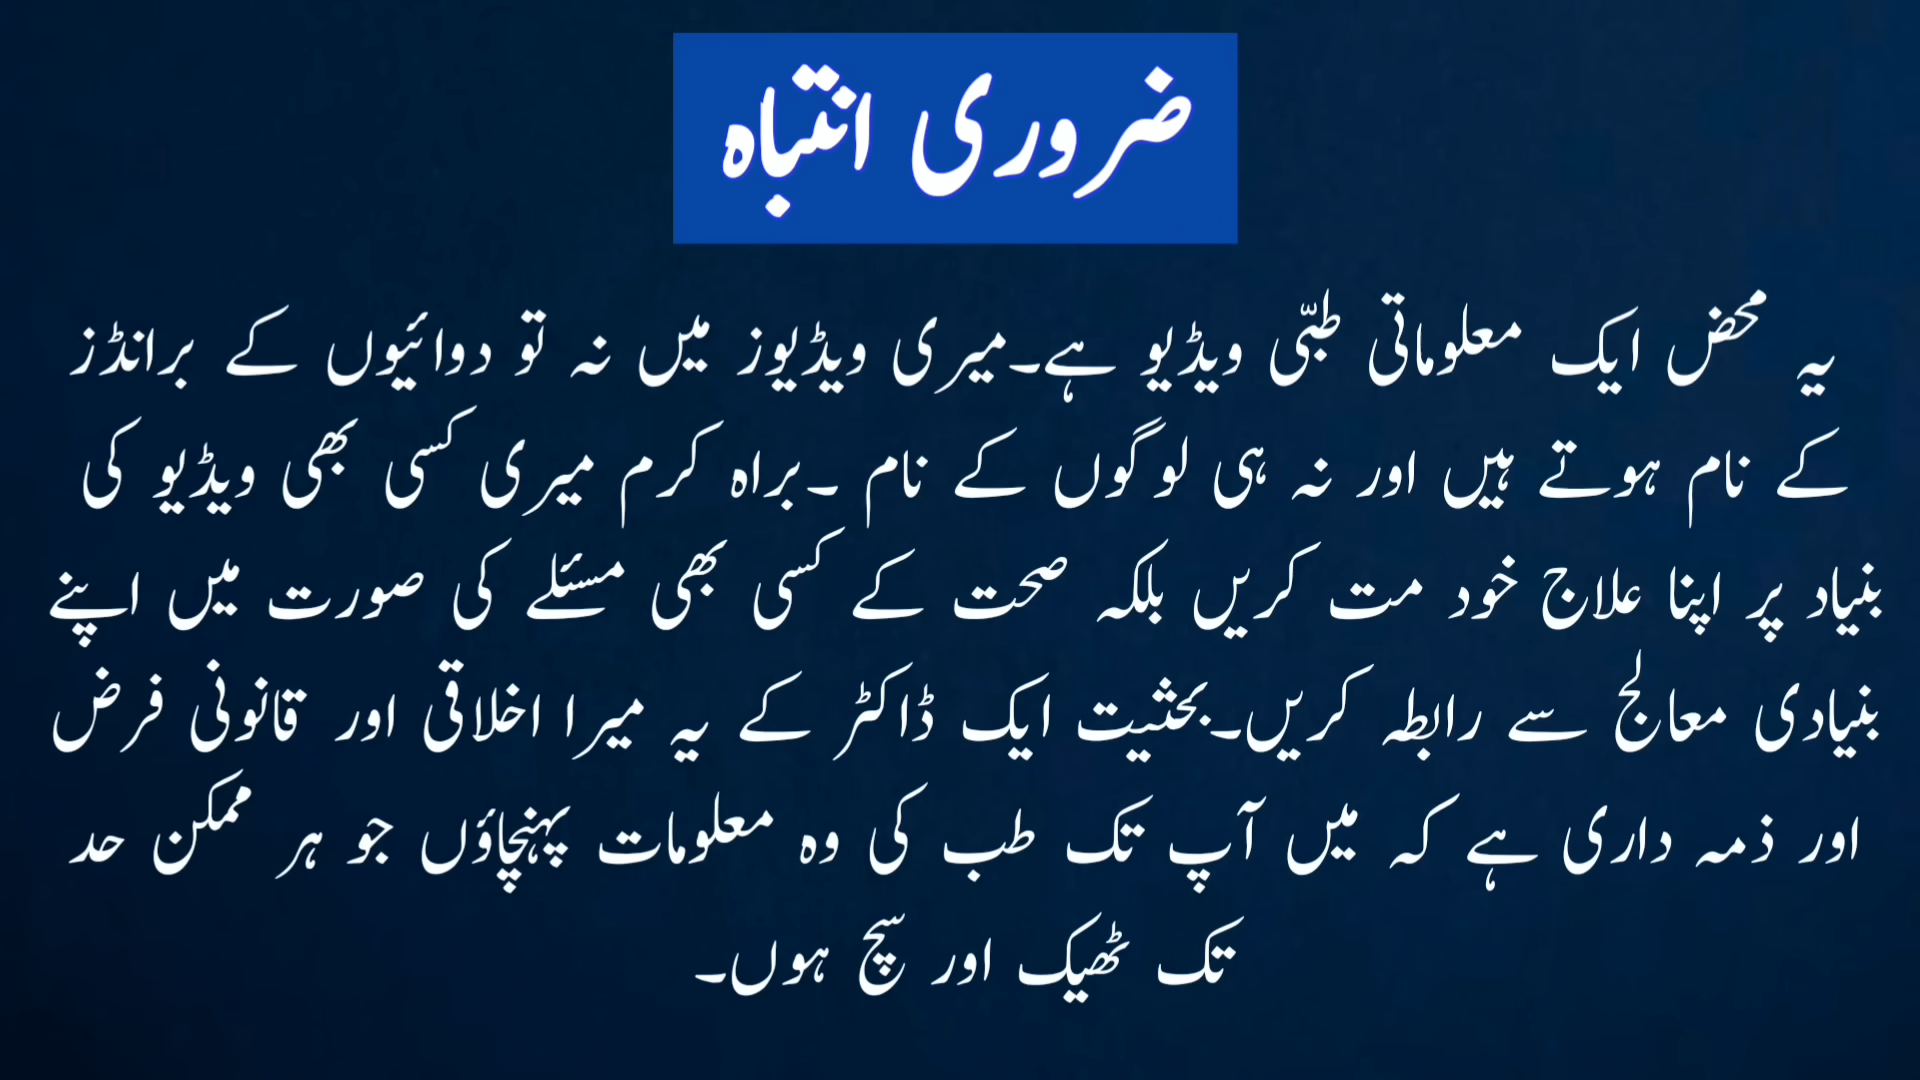 ضروری انتباہ
یہ محض ایک معلوماتی طبّی ویڈیو ہے۔میری ویڈیوز میں نہ تو دوائیوں کے برانڈز
کے نام ہوتے ہیں اور نہ ہی لوگوں کے نام ۔براہ کرم میری کسی بھی ویڈیو کی
بنیاد پر اپنا علاج خود مت کریں بلکہ صحت کے کسی بھی مسئلے کی صورت میں اپنے
بنیادی معالج سے رابطہ کریں۔بحثیت ایک ڈاکٹر کے یہ میرا اخلاقی اور قانونی فرض
اور ذمہ داری ہے کہ میں آپ تک طب کی وہ معلومات پہنچاؤں جو ہر ممکن حد
تک ٹھیک اور سچ ہوں۔